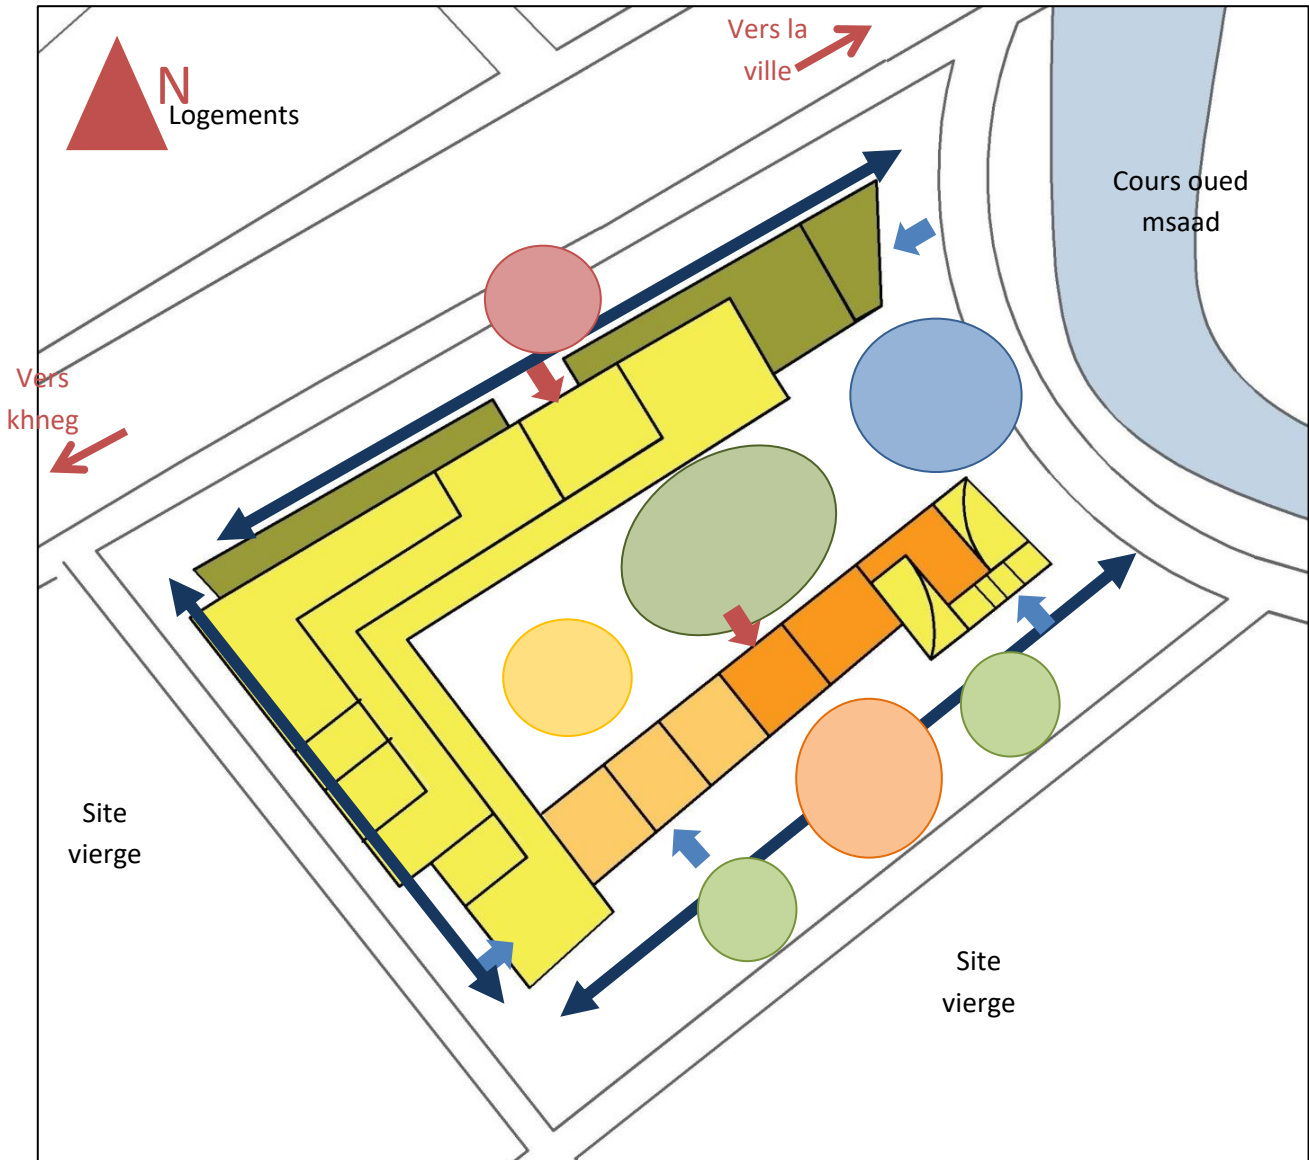 Vers la
ville
N
Logements
Cours oued
msaad
Vers
khneg
Site
vierge
Site
vierge